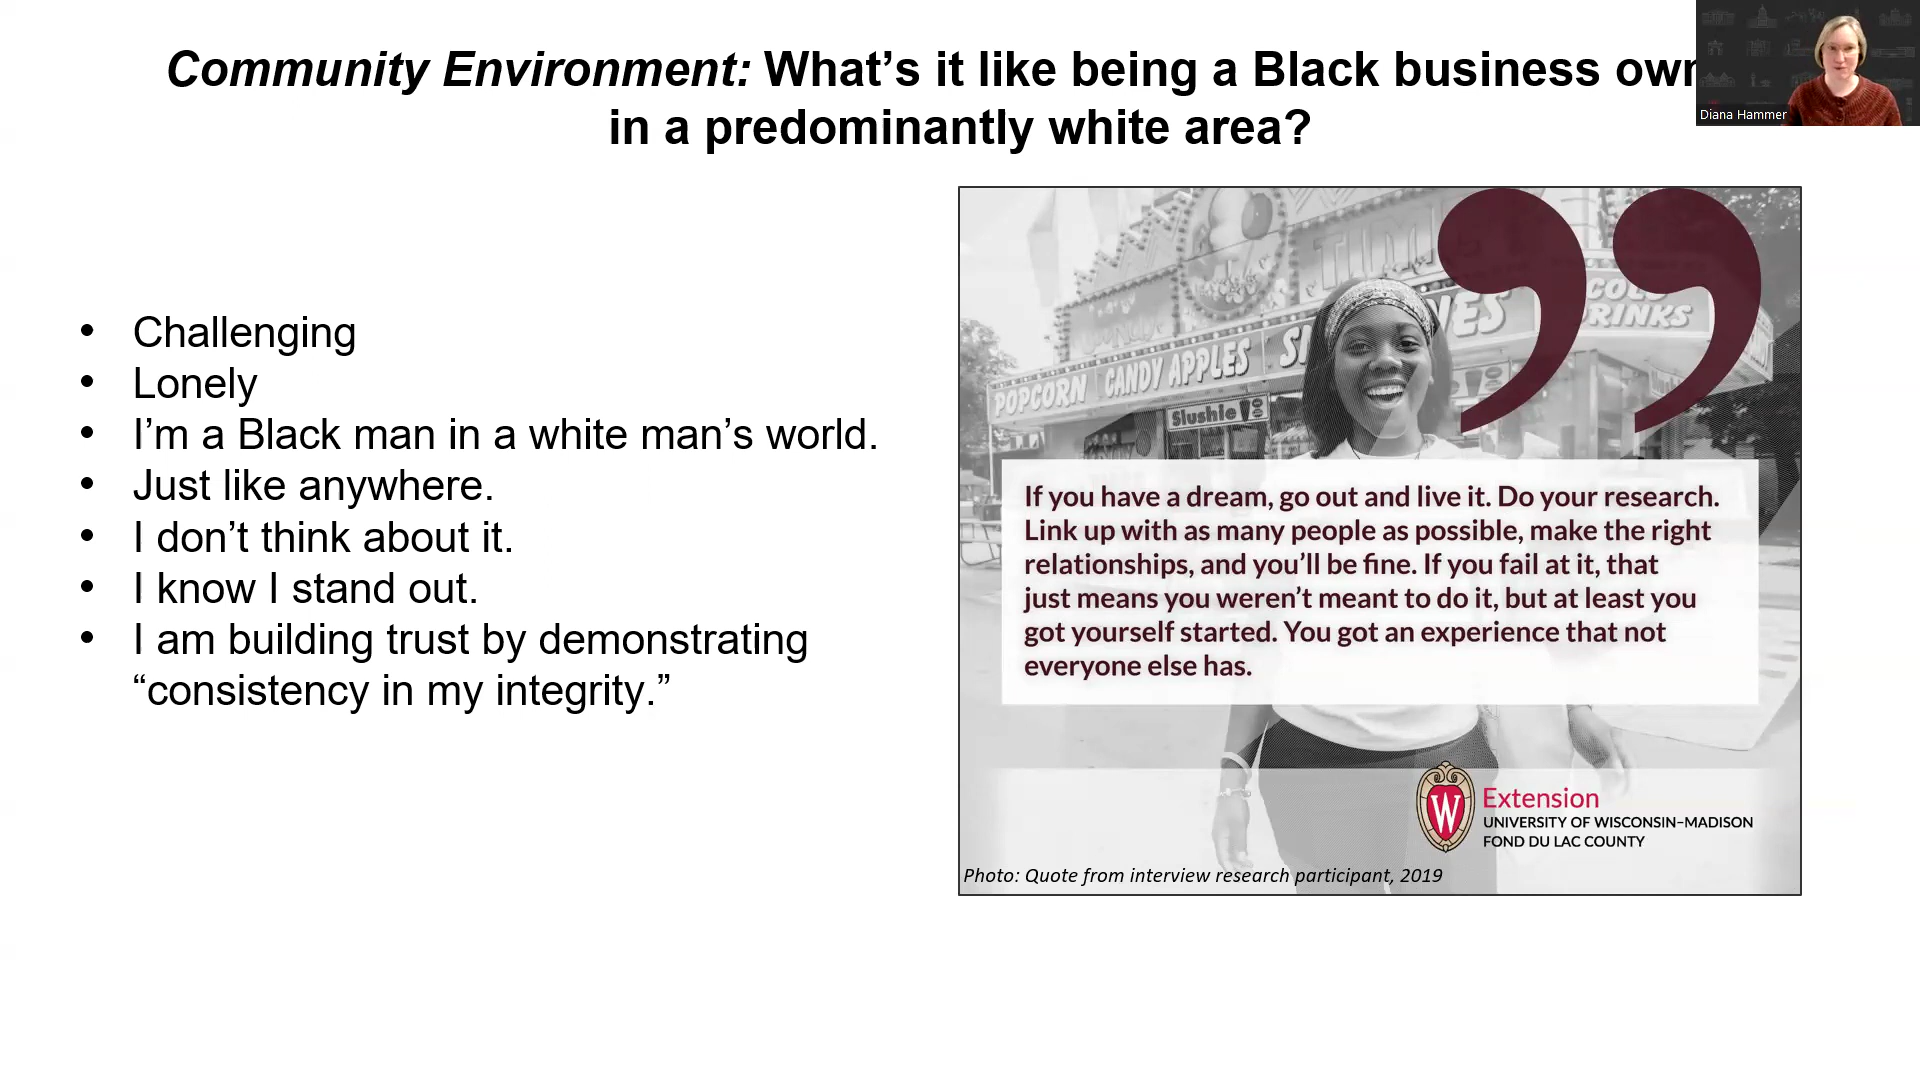 Community Environment: What’s it like being a Black business own
in a predominantly white area?
Diana Hammer
• Challenging
• Lonely
• I’m a Black man in a white man’s world.
• Just like anywhere.
• I don’t think about it.
• I know I stand out.
• I am building trust by demonstrating
“consistency in my integrity.”
POPCORN CANDY APPLES
COLD
DRINKS
Slushie
If you have a dream, go out and live it. Do your research.
Link up with as many people as possible, make the right
relationships, and you’ll be fine. If you fail at it, that
just means you weren’t meant to do it, but at least you
got yourself started. You got an experience that not
everyone else has.
W
Extension
UNIVERSITY OF WISCONSIN–MADISON
FOND DU LAC COUNTY
Photo: Quote from interview research participant, 2019